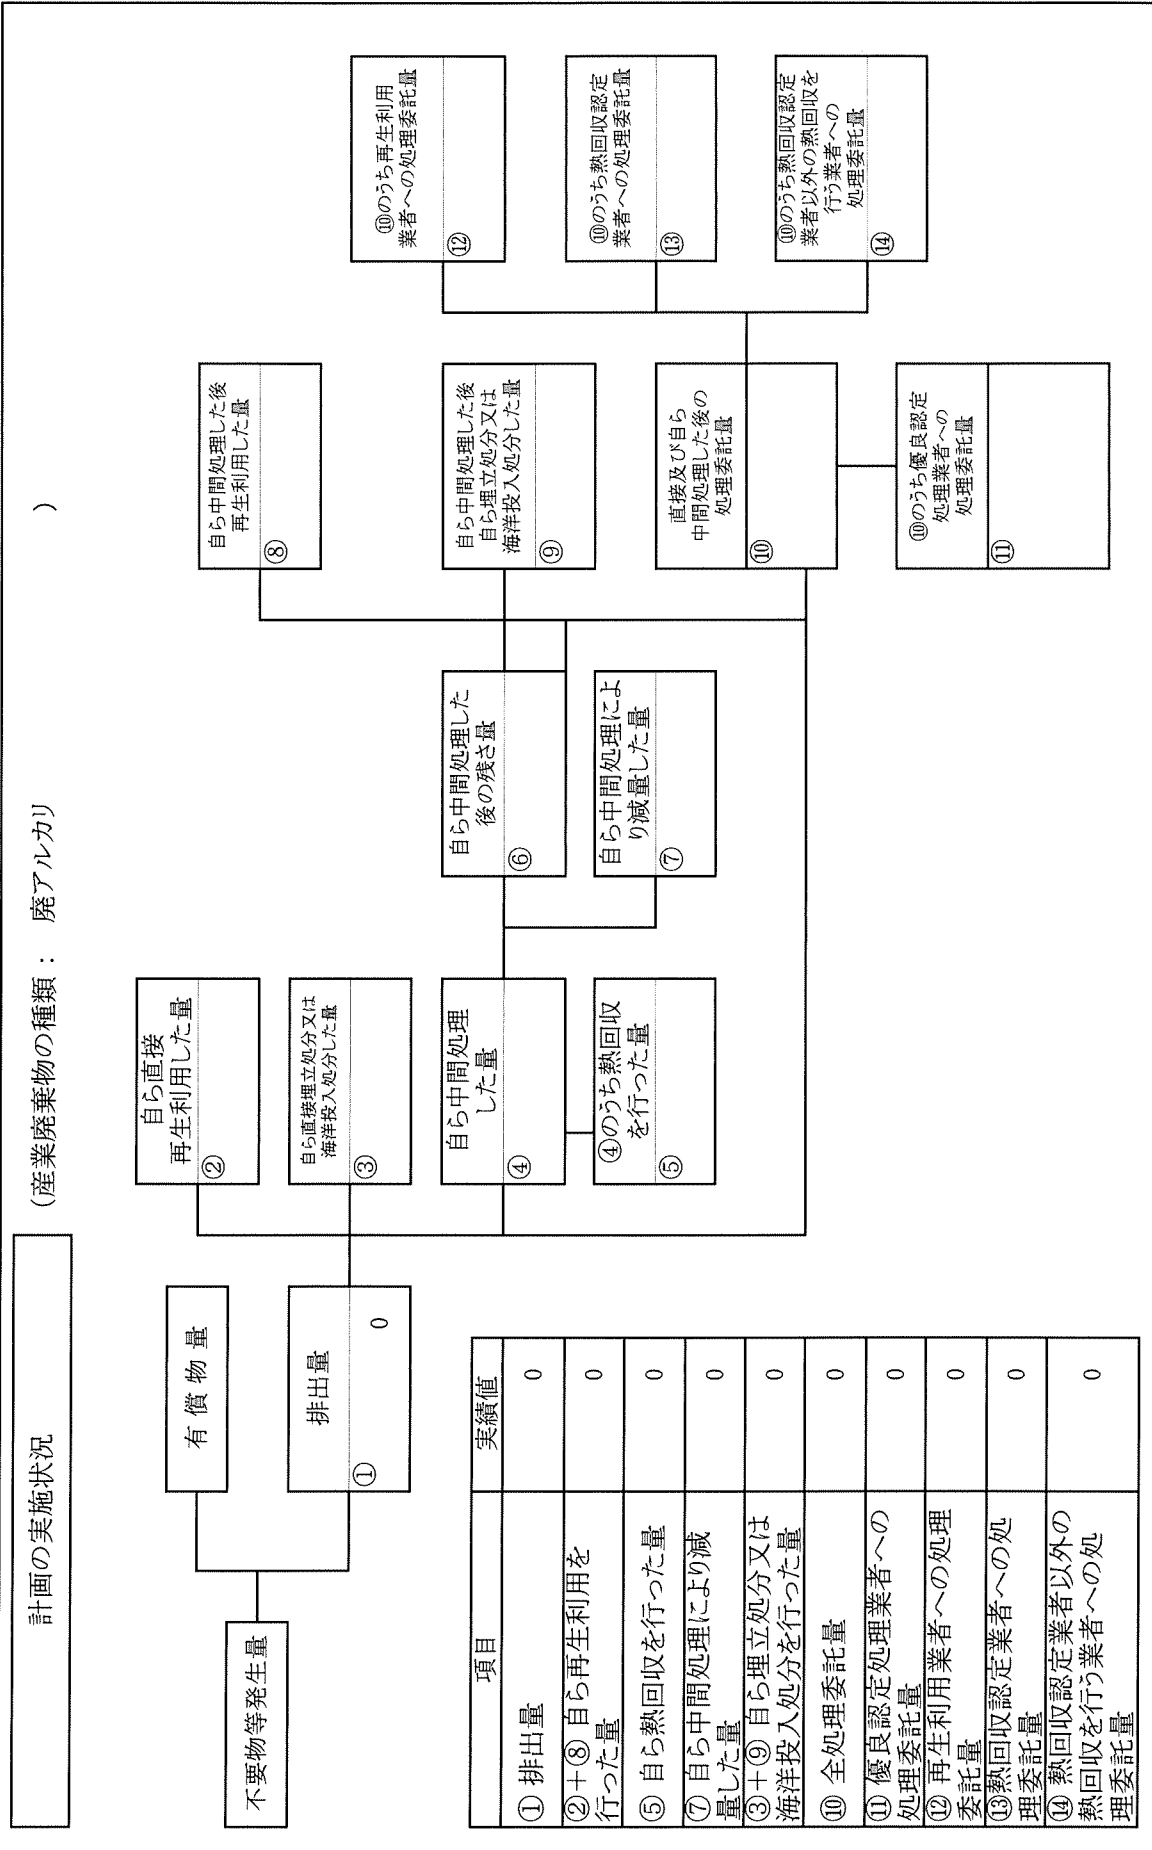 計画の実施状況
（産業廃棄物の種類： 廃アルカリ ）
不要物等発生量
有 償 物 量
排出量
① 0
自ら直接
再生利用した量
②
自ら直接埋立処分又は
海洋投入処分した量
③
自ら中間処理
した量
④
④のうち熱回収
を行った量
⑤
自ら中間処理した
後の残さ量
⑥
自ら中間処理によ
り減量した量
⑦
自ら中間処理した後
再生利用した量
⑧
自ら中間処理した後
自ら埋立処分又は
海洋投入処分した量
⑨
直接及び自ら
中間処理した後の
処理委託量
⑩
⑩のうち優良認定
処理業者への
処理委託量
⑪
⑩のうち再生利用
業者への処理委託量
⑫
⑩のうち熱回収認定
業者への処理委託量
⑬
⑩のうち熱回収認定
業者以外の熱回収を
行う業者への
処理委託量
⑭
項目 実績値
① 排出量 0
②＋⑧ 自ら再生利用を
行った量 0
⑤ 自ら熱回収を行った量 0
⑦ 自ら中間処理により減
量した量 0
③＋⑨ 自ら埋立処分又は
海洋投入処分を行った量 0
⑩ 全処理委託量 0
⑪ 優良認定処理業者への
処理委託量 0
⑫ 再生利用業者への処理
委託量 0
⑬熱回収認定業者への処
理委託量 0
⑭ 熱回収認定業者以外の
熱回収を行う業者への処
理委託量 0